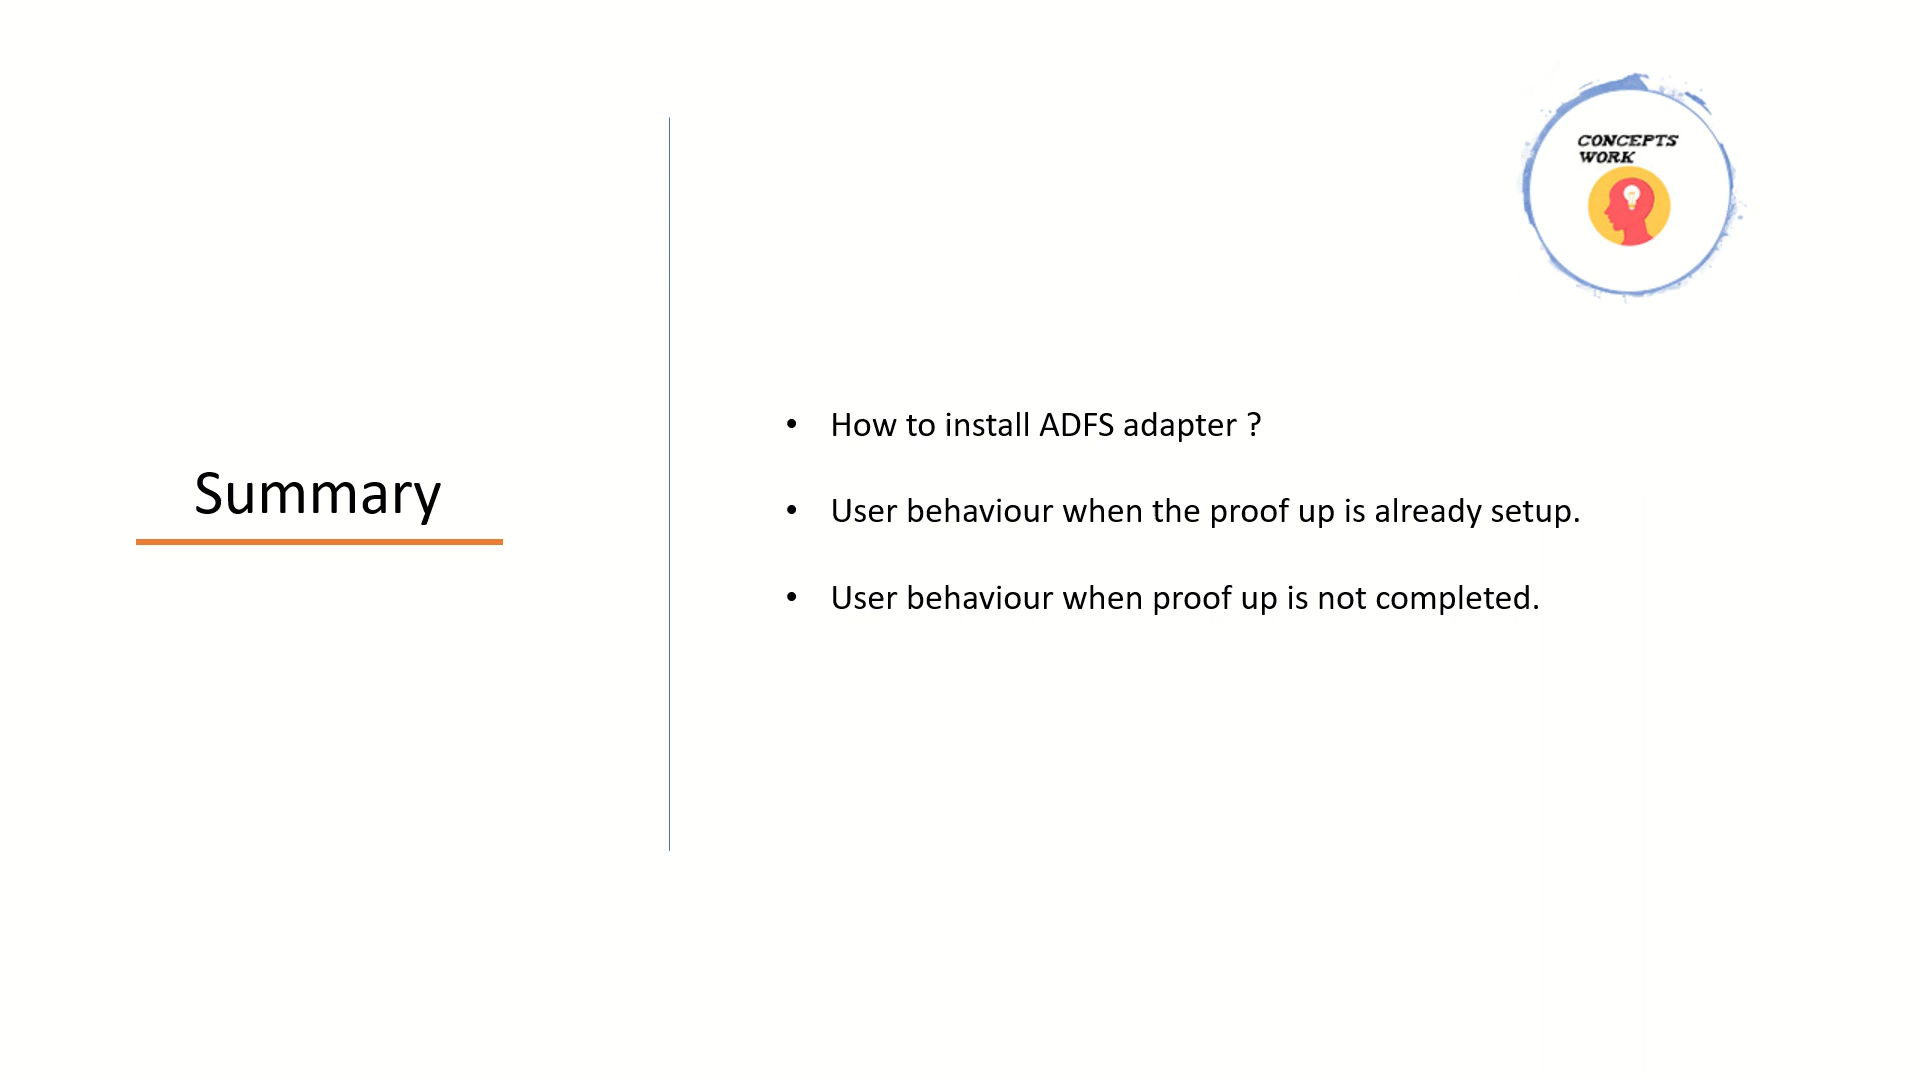 CONCEPTS
WORK
Summary
• How to install ADFS adapter ?
• User behaviour when the proof up is already setup.
• User behaviour when proof up is not completed.